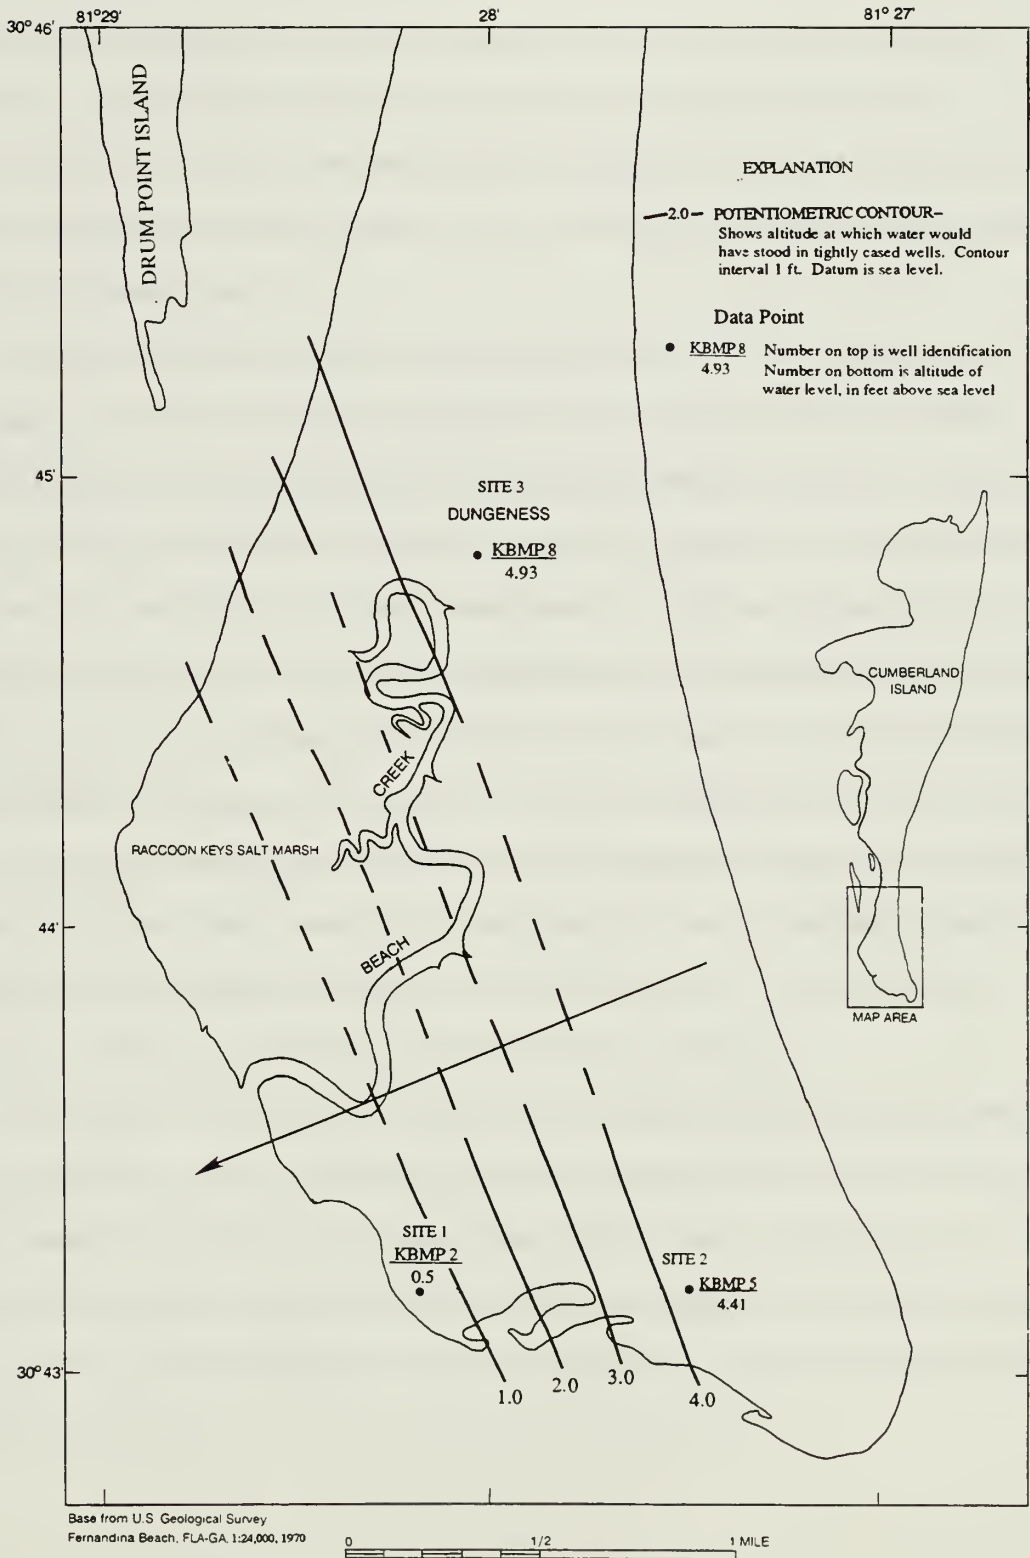 81° 29'
28'
81° 27'
30° 46'
DRUM POINT ISLAND
EXPLANATION
—2.0— POTENTIOMETRIC CONTOUR—
Shows altitude at which water would
have stood in tightly cased wells. Contour
interval 1 ft. Datum is sea level.
Data Point
KBMP 8 Number on top is well identification
4.93 Number on bottom is altitude of
water level, in feet above sea level
45'
SITE 3
DUNGENESS
KBMP 8
4.93
CUMBERLAND
ISLAND
CREEK
RACCOON KEYS SALT MARSH
44'
BEACH
MAP AREA
SITE 1
KBMP 2
0.5
SITE 2
KBMP 5
4.41
30° 43'
1.0
2.0
3.0
4.0
Base from U.S Geological Survey
Fernandina Beach, FLA-GA, 1:24,000, 1970
0 1/2 1 MILE